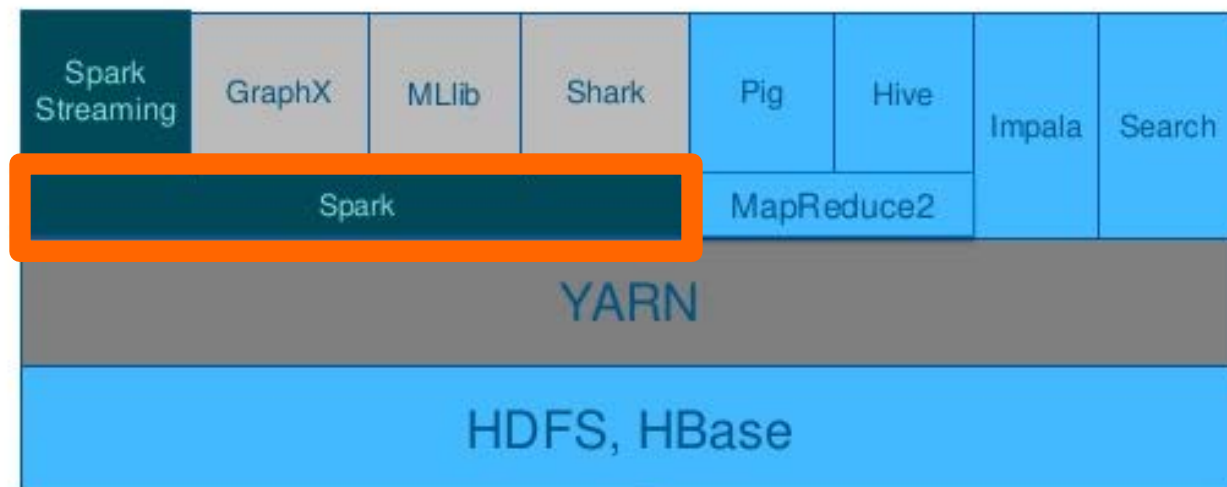 Spark
Streaming
GraphX
MLlib
Shark
Pig
Hive
Impala
Search
Spark
MapReduce2
YARN
HDFS, HBase